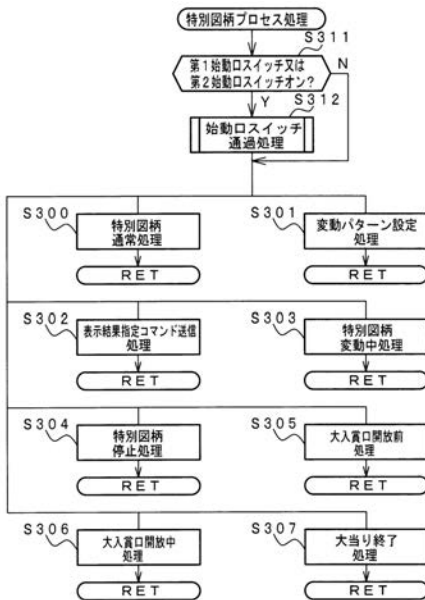 特別図柄プロセス処理
S311
第1始動口スイッチ又は
第2始動口スイッチオン?
N
Y
S312
始動口スイッチ
通過処理
S300
特別図柄
通常処理
RET
S301
変動パターン設定
処理
RET
S302
表示結果指定コマンド送信
処理
RET
S303
特別図柄
変動中処理
RET
S304
特別図柄
停止処理
RET
S305
大入賞口開放前
処理
RET
S306
大入賞口開放中
処理
RET
S307
大当り終了
処理
RET